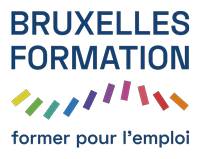 BRUXELLES
FORMATION
former pour l'emploi